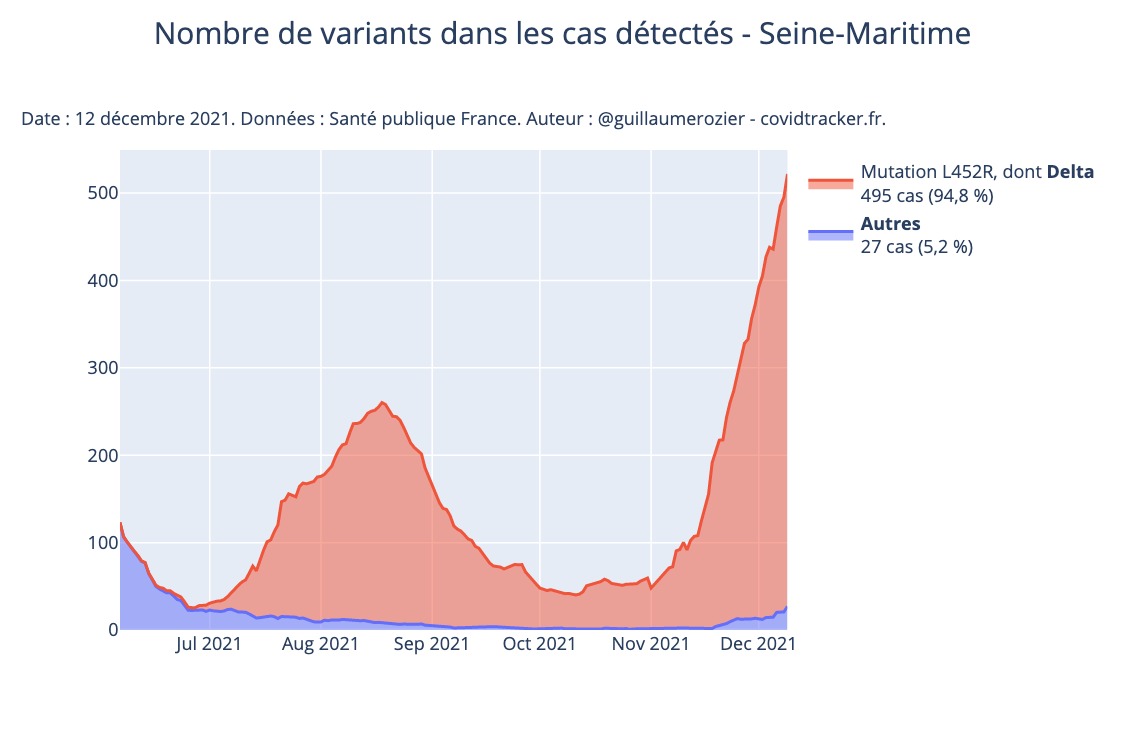 Nombre de variants dans les cas détectés - Seine-Maritime
Date : 12 décembre 2021. Données : Santé publique France. Auteur : @guillaumerozier - covidtracker.fr.
Mutation L452R, dont Delta
495 cas (94,8 %)
Autres
27 cas (5,2 %)
500
400
300
200
100
0
Jul 2021 Aug 2021 Sep 2021 Oct 2021 Nov 2021 Dec 2021